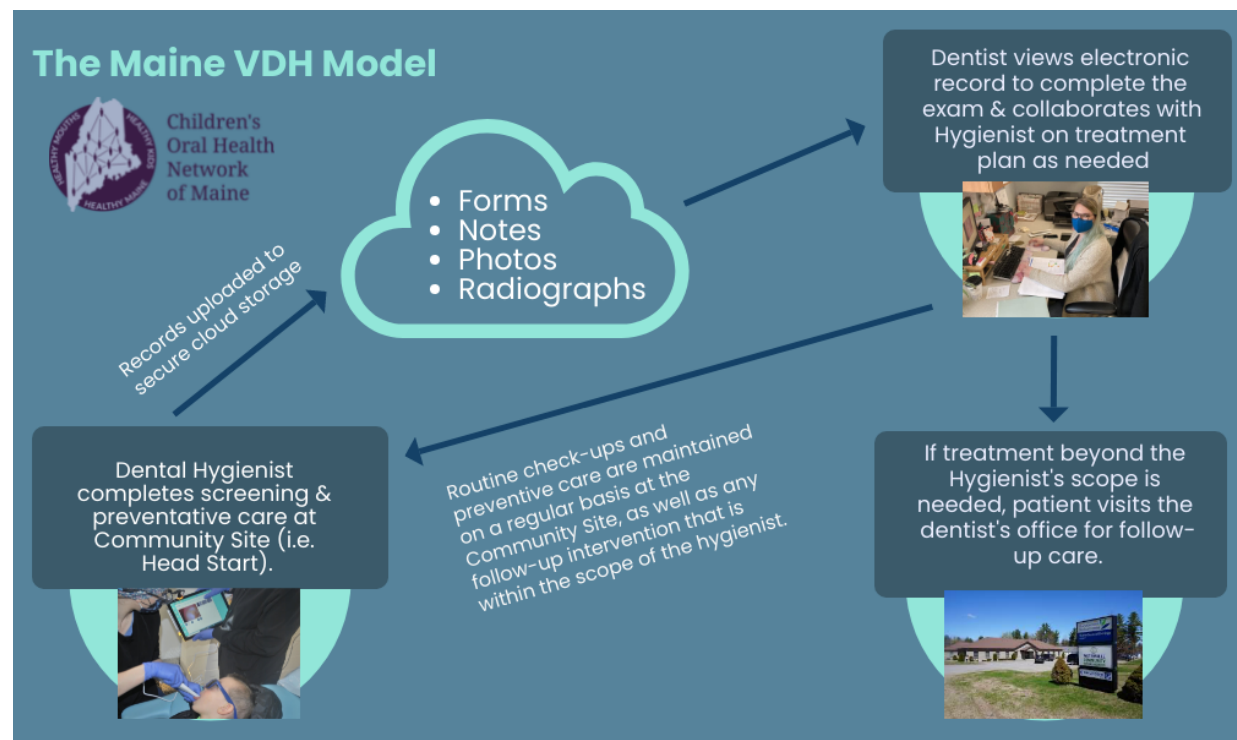 The Maine VDH Model
HEALTHY MOUTHS
HEALTHY KIDS
HEALTHY MAINE
Children's
Oral Health
Network
of Maine
• Forms
• Notes
• Photos
• Radiographs
Dentist views electronic
record to complete the
exam & collaborates with
Hygienist on treatment
plan as needed
Records uploaded to
secure cloud storage
Dental Hygienist
completes screening &
preventative care at
Community Site (i.e.
Head Start).
Routine check-ups and
preventive care are maintained
on a regular basis at the
Community Site, as well as any
follow-up intervention that is
within the scope of the hygienist.
If treatment beyond the
Hygienist's scope is
needed, patient visits the
dentist's office for follow-
up care.